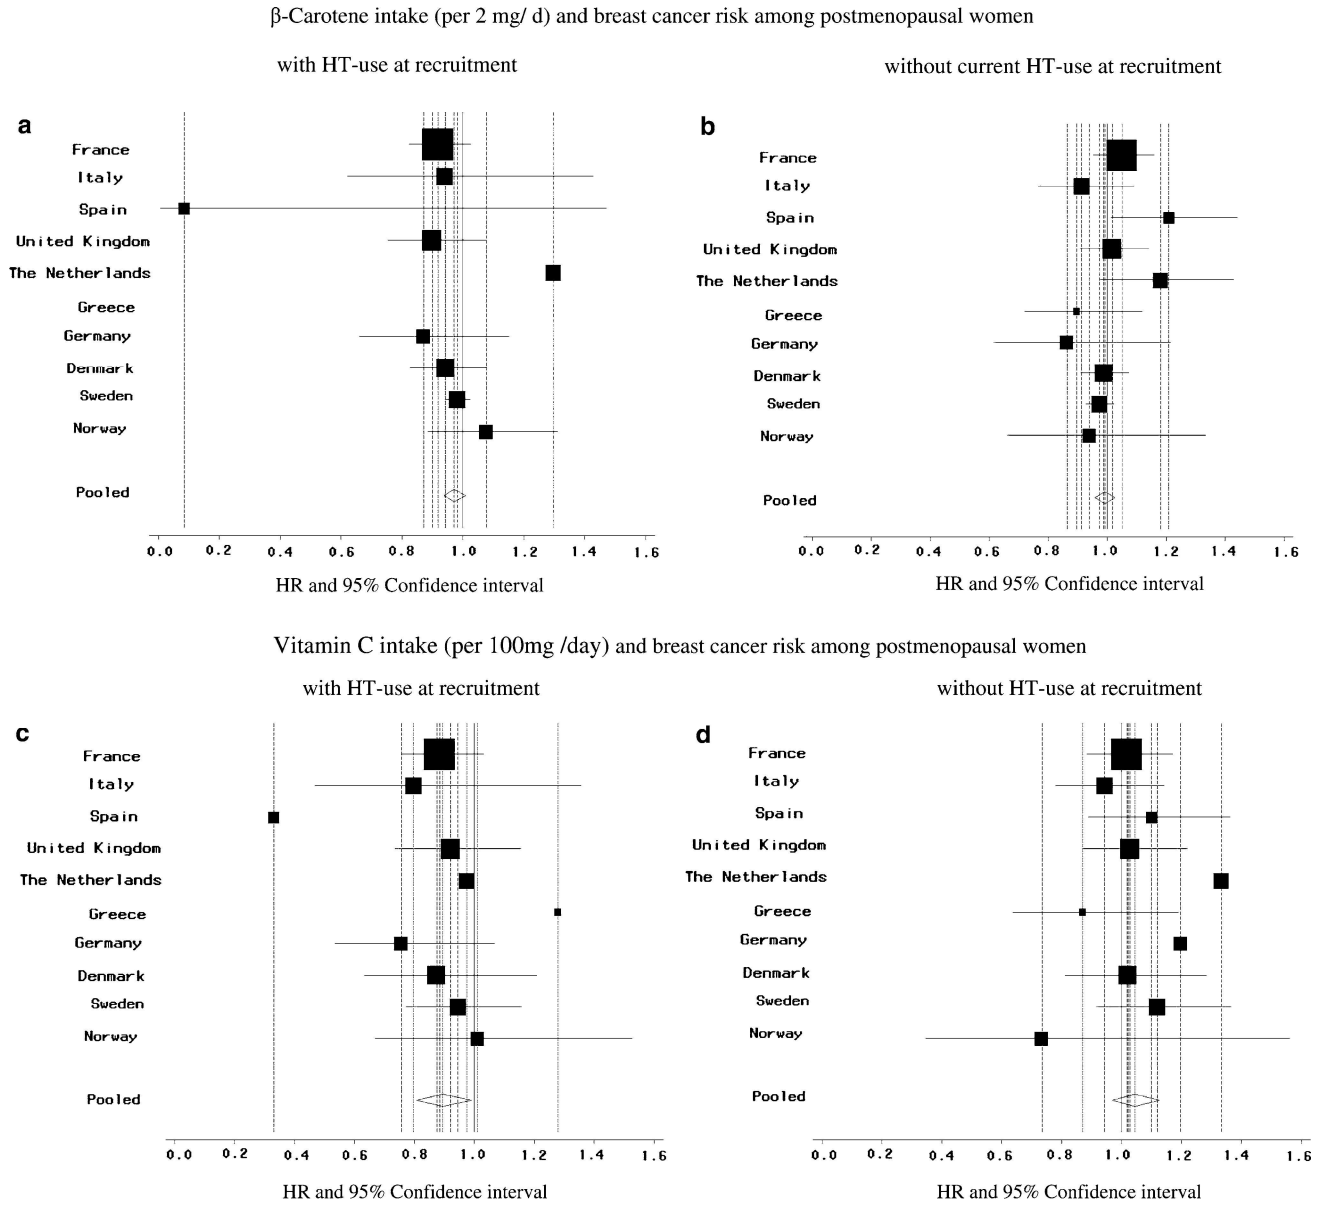 β-Carotene intake (per 2 mg/ d) and breast cancer risk among postmenopausal women
with HT-use at recruitment
without current HT-use at recruitment
a
France
Italy
Spain
United Kingdom
The Netherlands
Greece
Germany
Denmark
Sweden
Norway
Pooled
0.0 0.2 0.4 0.6 0.8 1.0 1.2 1.4 1.6
HR and 95% Confidence interval
b
France
Italy
Spain
United Kingdom
The Netherlands
Greece
Germany
Denmark
Sweden
Norway
Pooled
0.0 0.2 0.4 0.6 0.8 1.0 1.2 1.4 1.6
HR and 95% Confidence interval
Vitamin C intake (per 100mg /day) and breast cancer risk among postmenopausal women
with HT-use at recruitment
without HT-use at recruitment
c
France
Italy
Spain
United Kingdom
The Netherlands
Greece
Germany
Denmark
Sweden
Norway
Pooled
0.0 0.2 0.4 0.6 0.8 1.0 1.2 1.4 1.6
HR and 95% Confidence interval
d
France
Italy
Spain
United Kingdom
The Netherlands
Greece
Germany
Denmark
Sweden
Norway
Pooled
0.0 0.2 0.4 0.6 0.8 1.0 1.2 1.4 1.6
HR and 95% Confidence interval